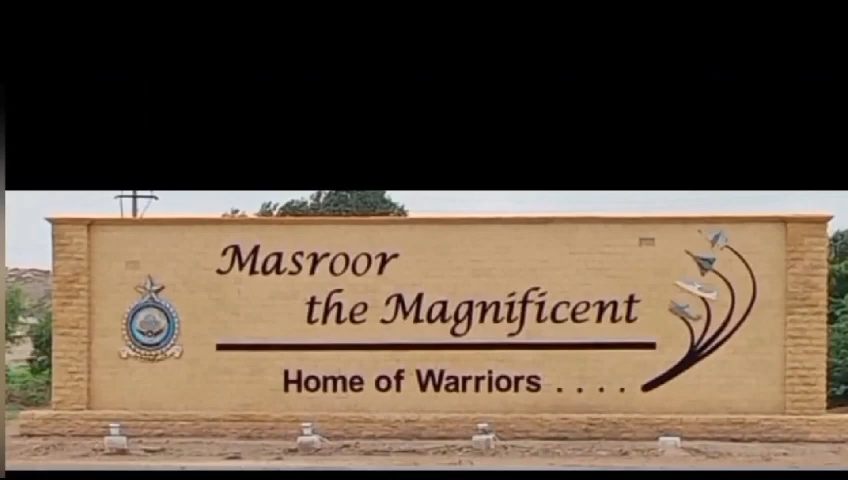 Masroor
the Magnificent
Home of Warriors ....